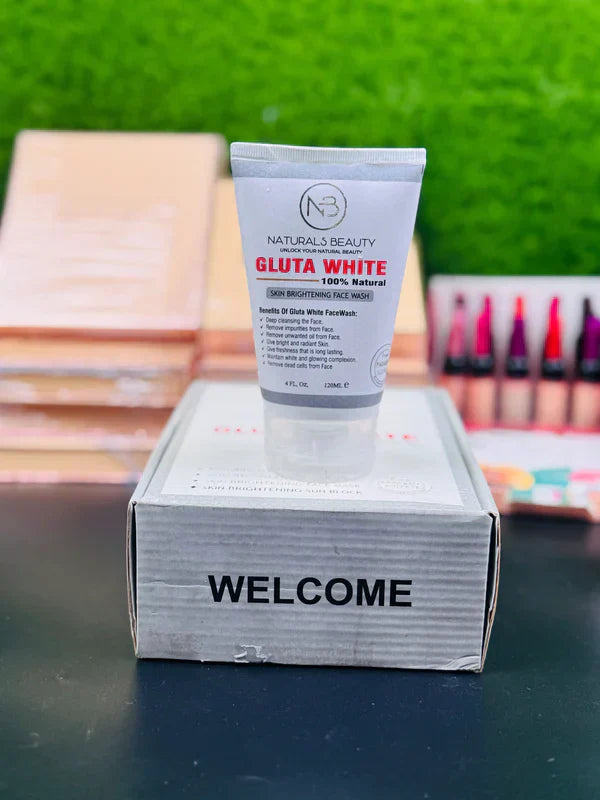 NB
NATURALS BEAUTY
UNLOCK YOUR NATURAL BEAUTY
GLUTA WHITE
100% Natural
SKIN BRIGHTENING FACE WASH
Benefits Of Gluta White FaceWash:
✓ Deep cleansing the Face.
✓ Remove impurities from Face.
✓ Remove unwanted oil from Face.
✓ Give bright and radiant Skin.
✓ Give freshness that is long lasting.
✓ Maintain white and glowing complexion.
✓ Remove dead cells from Face
4 FL, Oz, 120ML ℮
SKIN BRIGHTENING SUN BLOCK
WELCOME